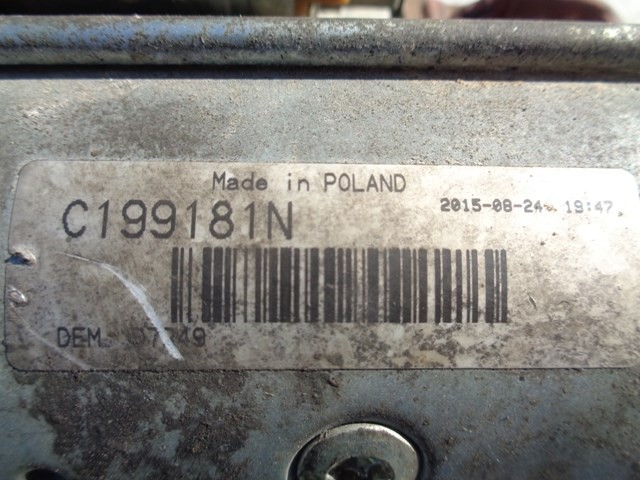 Made in POLAND
C199181N
2015-08-24 19:47
DEM